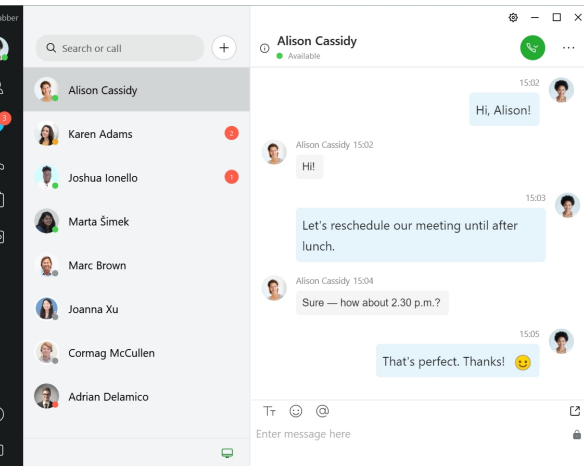 abber
3
Search or call
Alison Cassidy
Karen Adams
2
Joshua Ionello
1
Marta Šimek
Marc Brown
Joanna Xu
Cormag McCullen
Adrian Delamico
Alison Cassidy
Available
15:02
Hi, Alison!
Alison Cassidy 15:02
Hi!
15:03
Let's reschedule our meeting until after
lunch.
Alison Cassidy 15:04
Sure — how about 2.30 p.m.?
15:05
That's perfect. Thanks!
Enter message here